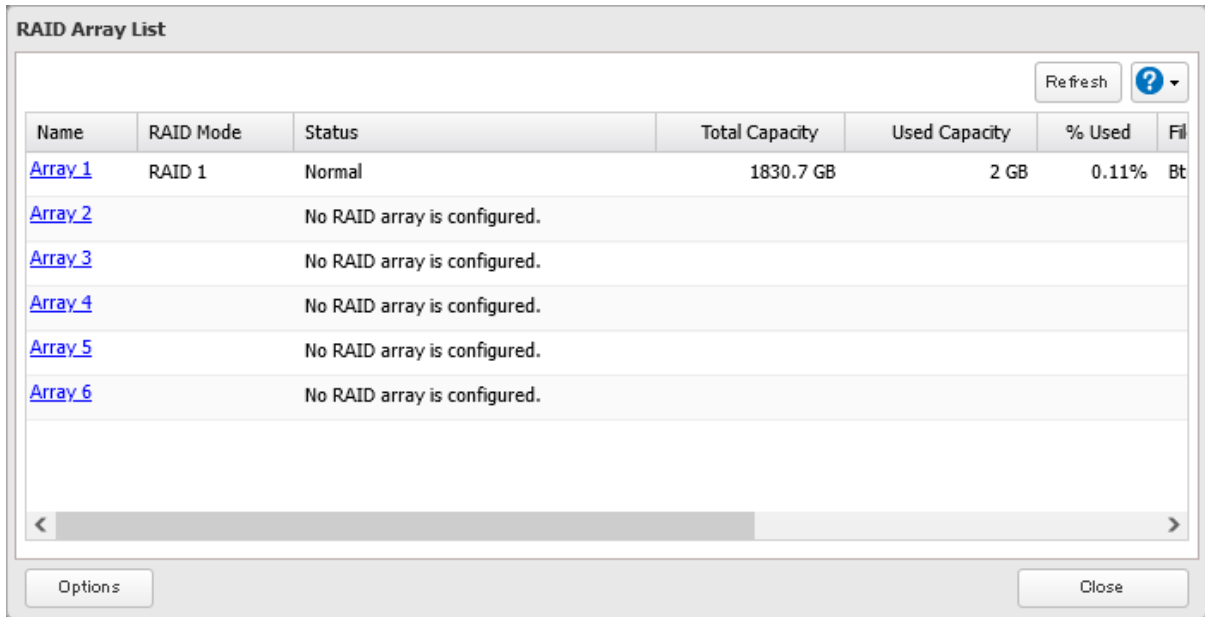 RAID Array List
Refresh
Name RAID Mode Status Total Capacity Used Capacity % Used Fil
Array 1 RAID 1 Normal 1830.7 GB 2 GB 0.11% Bt
Array 2 No RAID array is configured.
Array 3 No RAID array is configured.
Array 4 No RAID array is configured.
Array 5 No RAID array is configured.
Array 6 No RAID array is configured.
Options Close